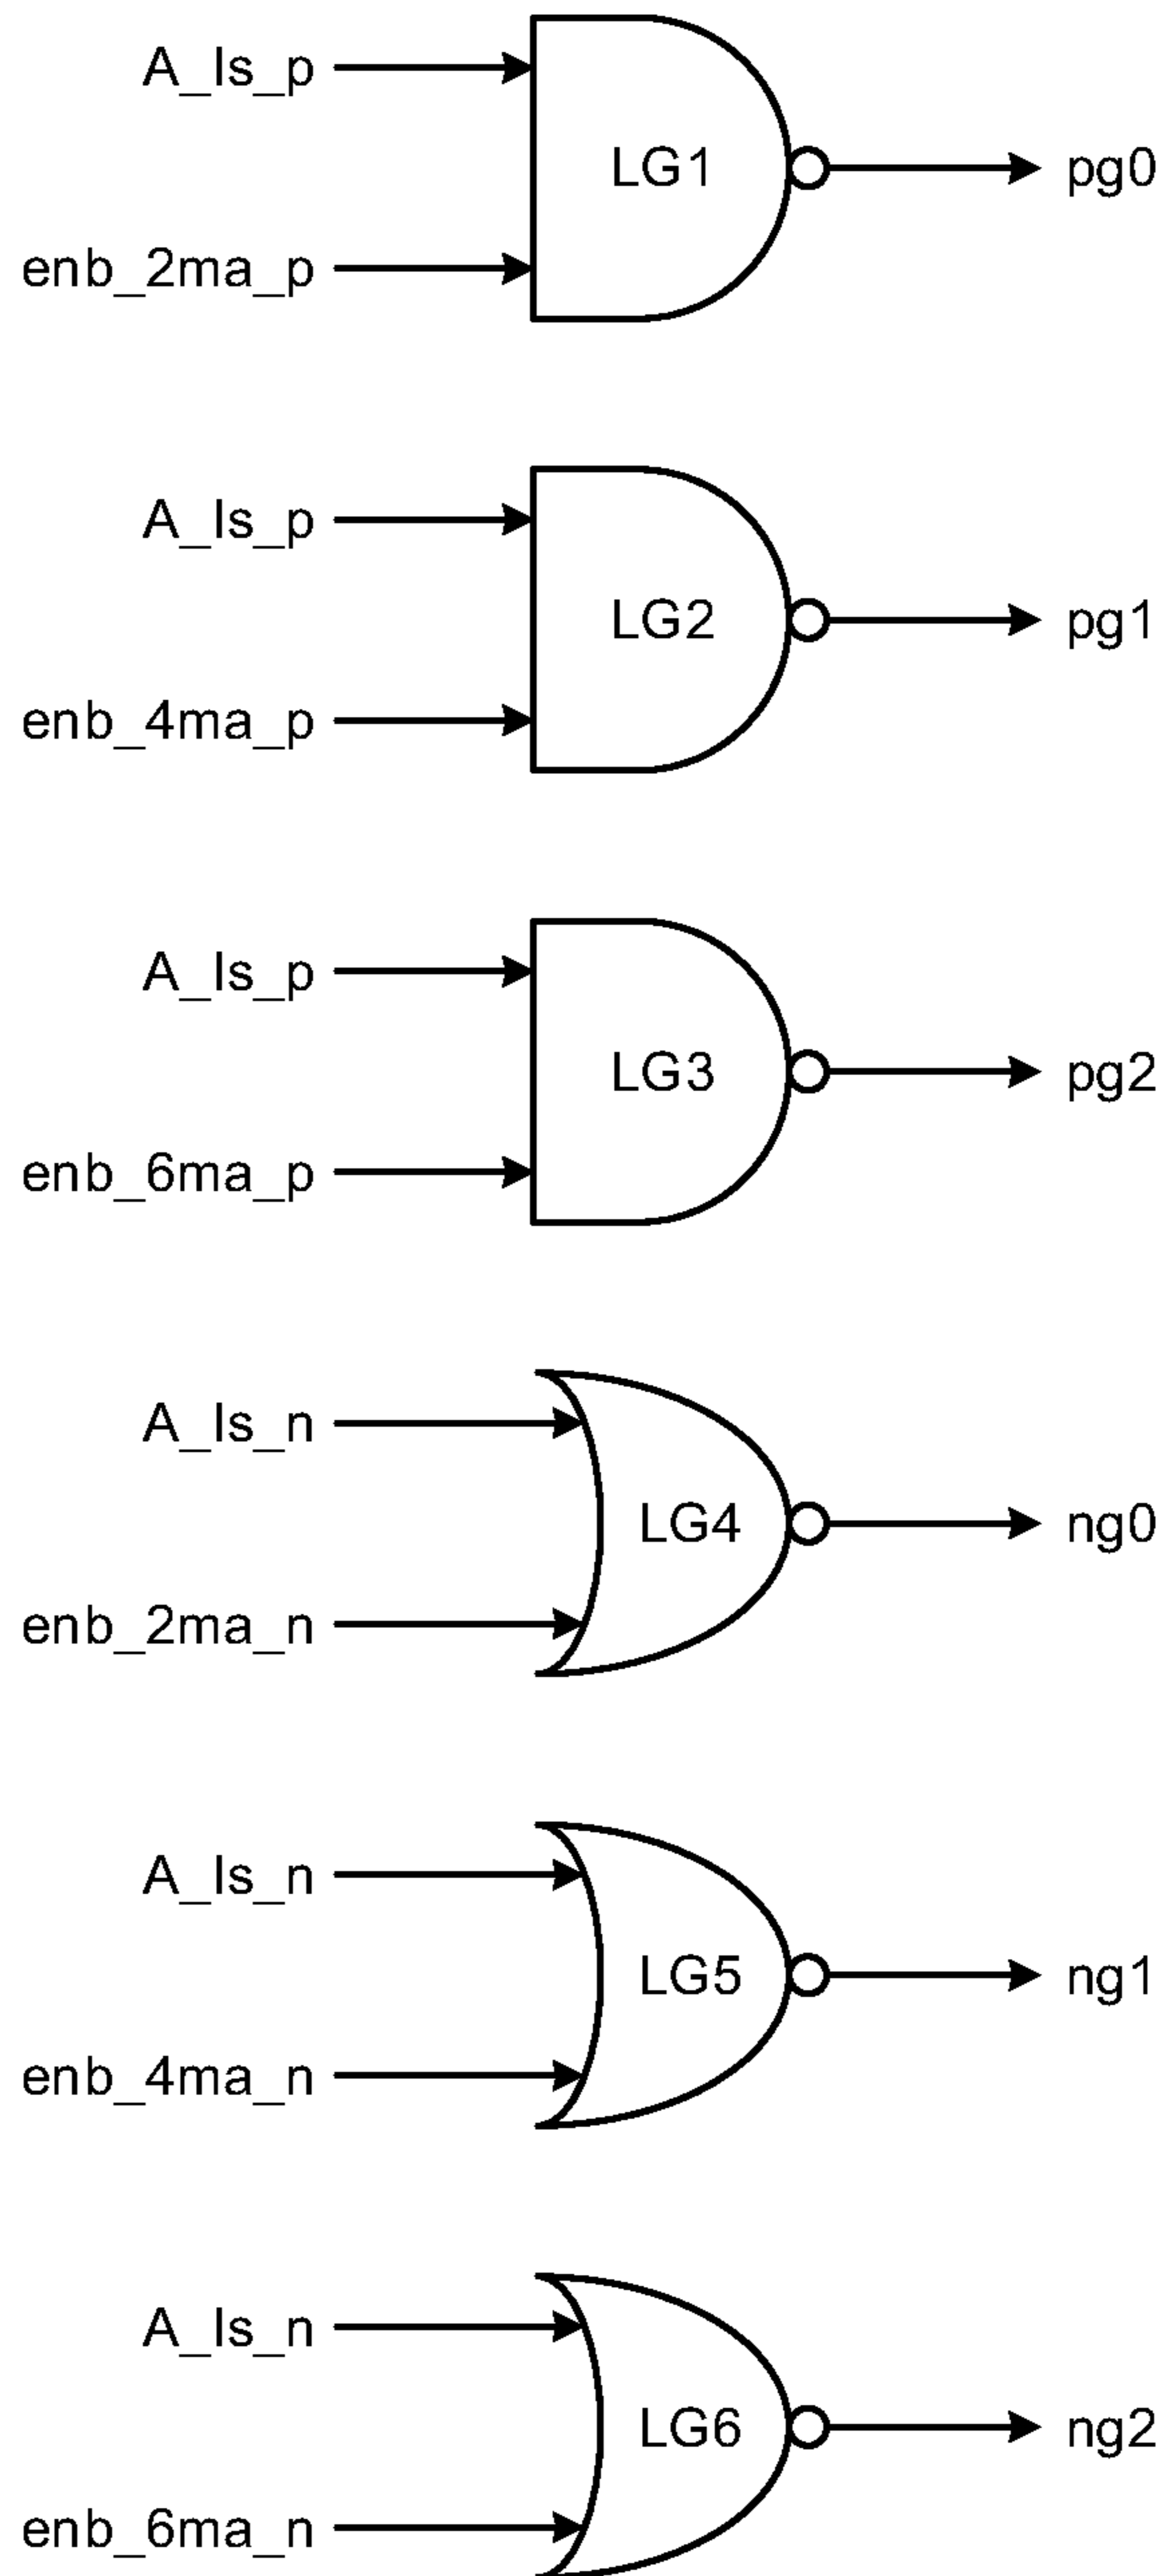 A_ls_p
LG1
pg0
enb_2ma_p
A_ls_p
LG2
pg1
enb_4ma_p
A_ls_p
LG3
pg2
enb_6ma_p
A_ls_n
LG4
ng0
enb_2ma_n
A_ls_n
LG5
ng1
enb_4ma_n
A_ls_n
LG6
ng2
enb_6ma_n